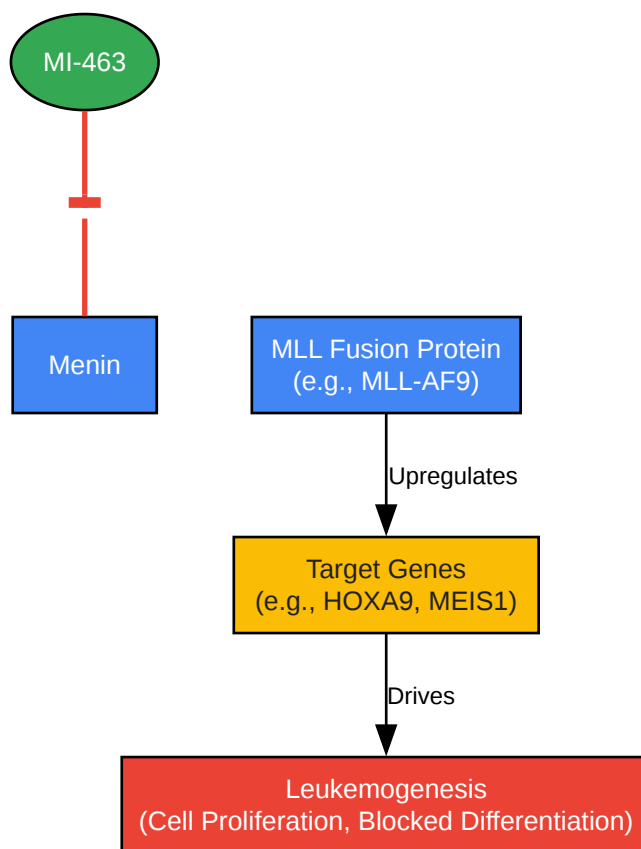 MI-463
Menin
MLL Fusion Protein
(e.g., MLL-AF9)
Upregulates
Target Genes
(e.g., HOXA9, MEIS1)
Drives
Leukemogenesis
(Cell Proliferation, Blocked Differentiation)